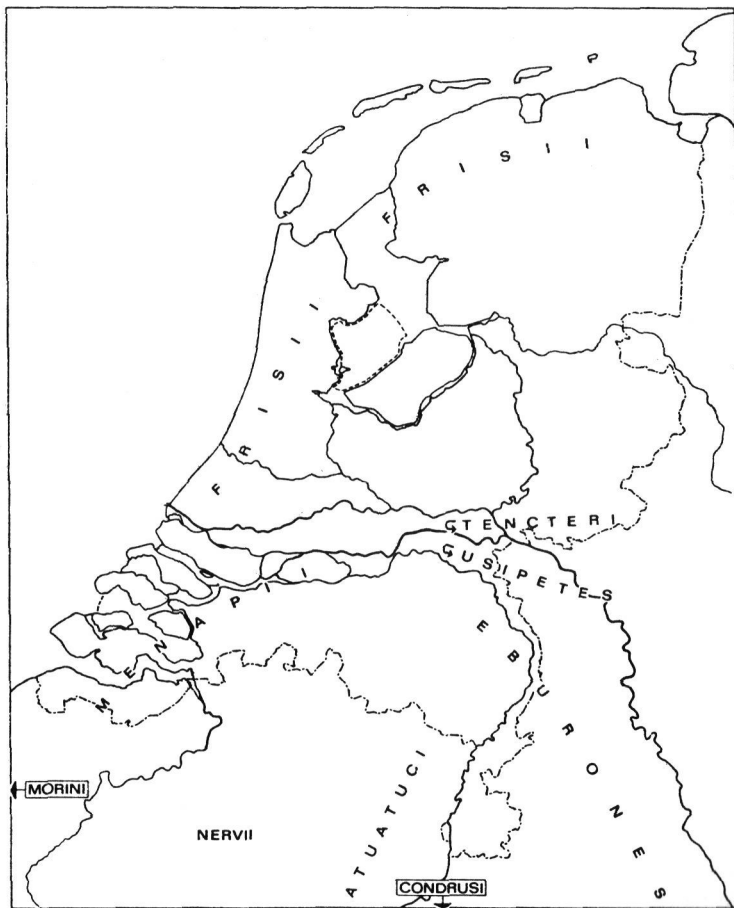 FRISII
FRISII
TENCTERI
USIPETES
MENAPII
EBURONES
MORINI
NERVII
ATUATUCI
CONDRUSI